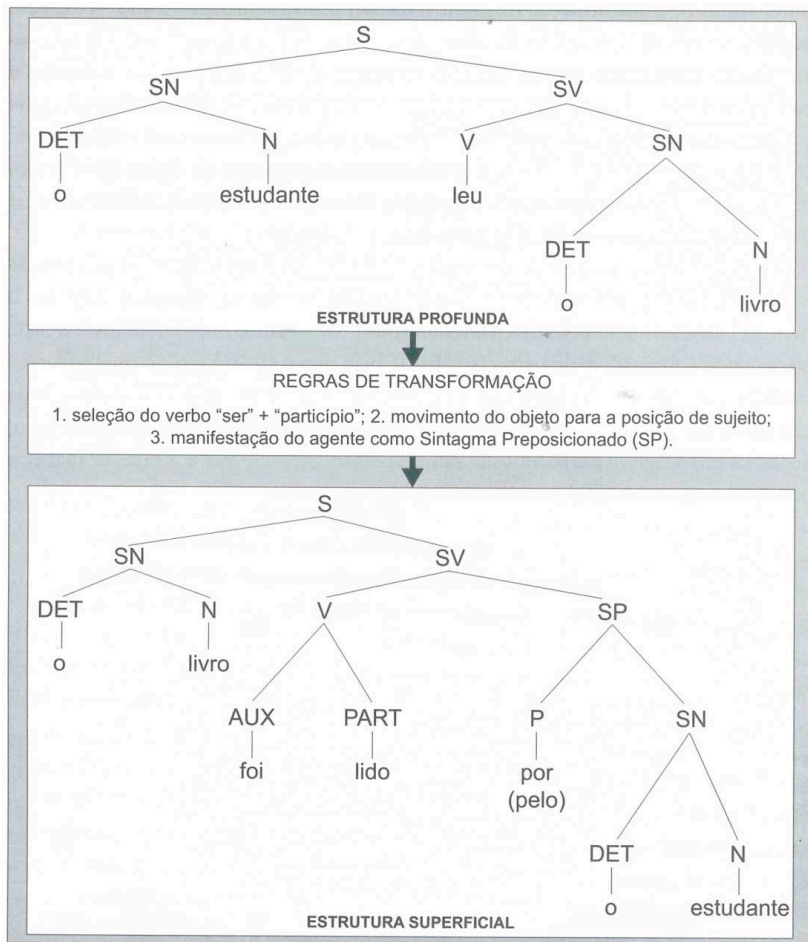 S
SN SV
DET N V SN
o estudante leu
DET N
o livro
ESTRUTURA PROFUNDA
REGRAS DE TRANSFORMAÇÃO
1. seleção do verbo “ser” + “particípio”; 2. movimento do objeto para a posição de sujeito;
3. manifestação do agente como Sintagma Preposicionado (SP).
S
SN SV
DET N V SP
o livro
AUX PART P SN
foi lido por
(pelo)
DET N
o estudante
ESTRUTURA SUPERFICIAL